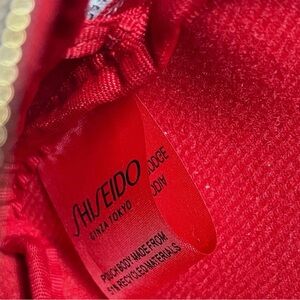 SHISEIDO
GINZA TOKYO
POUCH BODY MADE FROM
RECYCLED MATERIALS